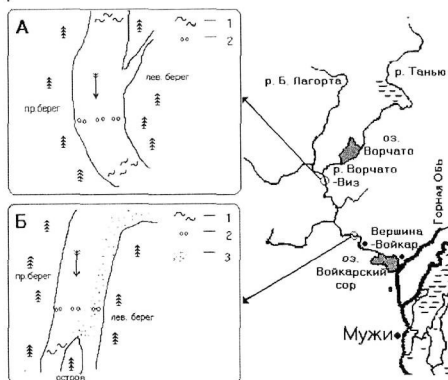 А
1
2
пр.берег
лев. берег
Б
1
2
3
пр.берег
лев. берег
остров
р. Б. Пагорта
р. Танью
оз.
Ворчато
р. Ворчато
-Виз
Вершина
-Войкар
оз.
Войкарский
сор
Горная Обь
Мужи